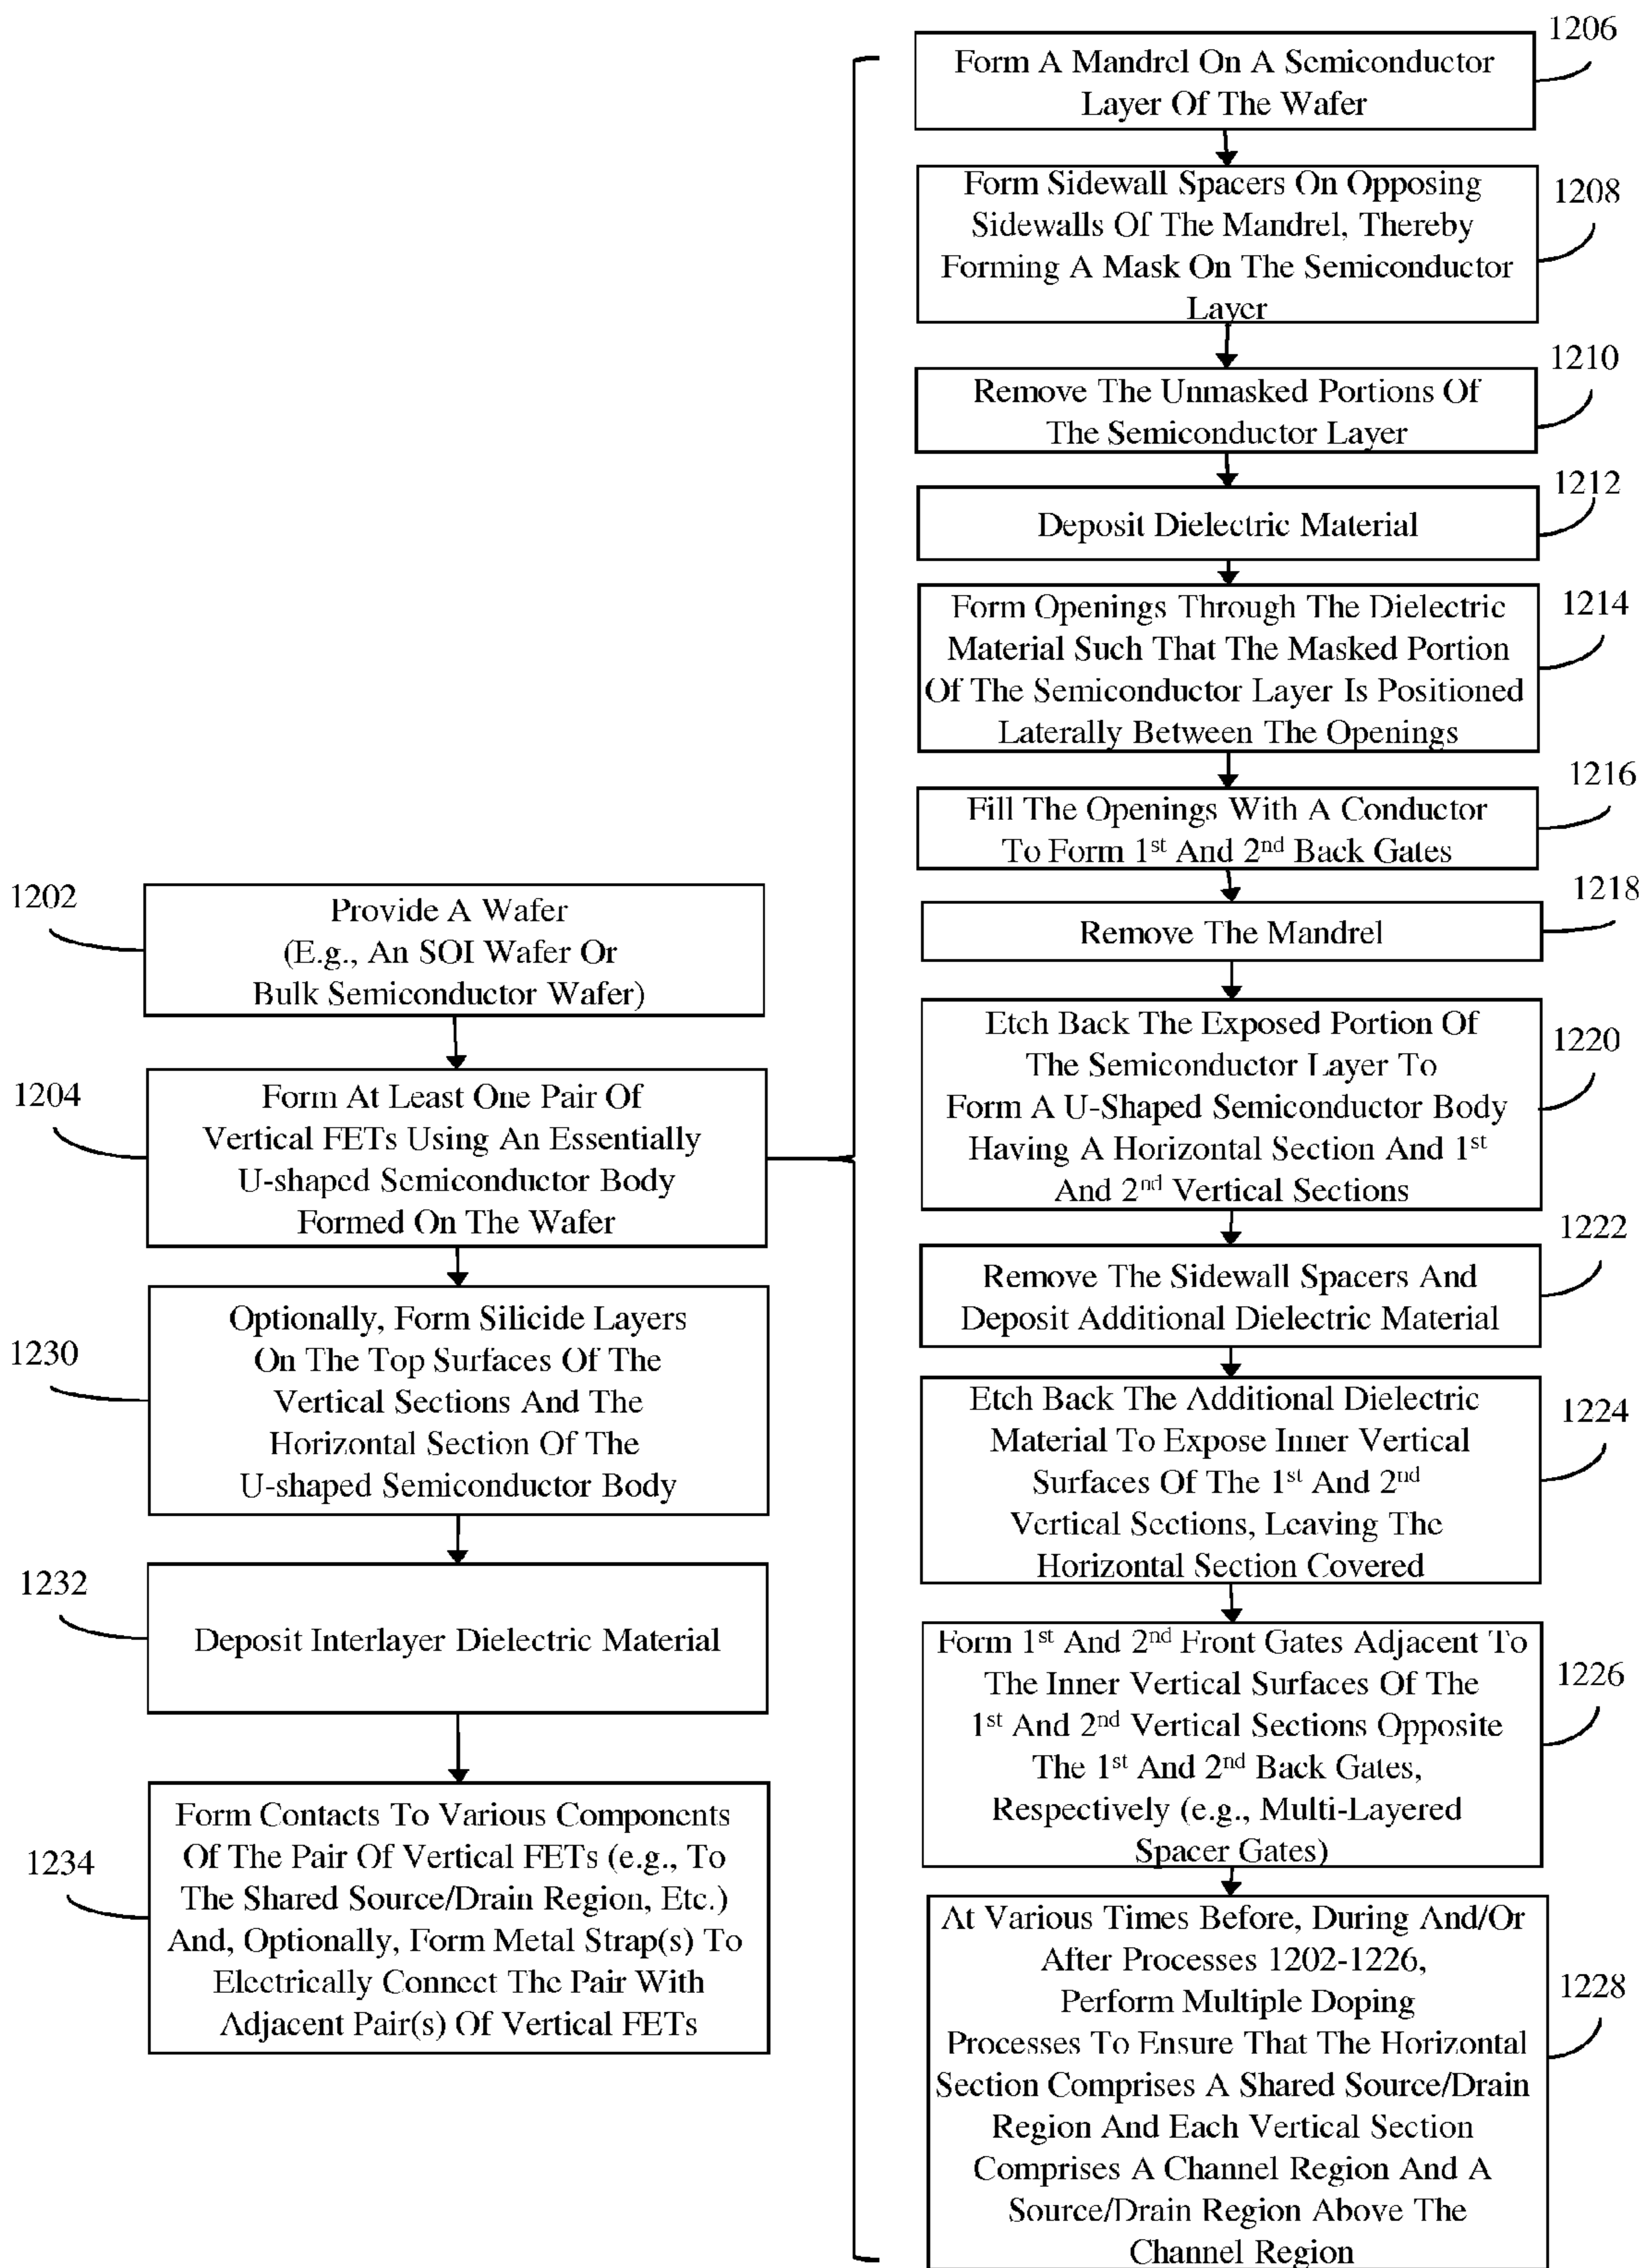 1202
Provide A Wafer
(E.g., An SOI Wafer Or
Bulk Semiconductor Wafer)
1204
Form At Least One Pair Of
Vertical FETs Using An Essentially
U-shaped Semiconductor Body
Formed On The Wafer
1230
Optionally, Form Silicide Layers
On The Top Surfaces Of The
Vertical Sections And The
Horizontal Section Of The
U-shaped Semiconductor Body
1232
Deposit Interlayer Dielectric Material
1234
Form Contacts To Various Components
Of The Pair Of Vertical FETs (e.g., To
The Shared Source/Drain Region, Etc.)
And, Optionally, Form Metal Strap(s) To
Electrically Connect The Pair With
Adjacent Pair(s) Of Vertical FETs
1206
Form A Mandrel On A Semiconductor
Layer Of The Wafer
1208
Form Sidewall Spacers On Opposing
Sidewalls Of The Mandrel, Thereby
Forming A Mask On The Semiconductor
Layer
1210
Remove The Unmasked Portions Of
The Semiconductor Layer
1212
Deposit Dielectric Material
1214
Form Openings Through The Dielectric
Material Such That The Masked Portion
Of The Semiconductor Layer Is Positioned
Laterally Between The Openings
1216
Fill The Openings With A Conductor
To Form 1st And 2nd Back Gates
1218
Remove The Mandrel
1220
Etch Back The Exposed Portion Of
The Semiconductor Layer To
Form A U-Shaped Semiconductor Body
Having A Horizontal Section And 1st
And 2nd Vertical Sections
1222
Remove The Sidewall Spacers And
Deposit Additional Dielectric Material
1224
Etch Back The Additional Dielectric
Material To Expose Inner Vertical
Surfaces Of The 1st And 2nd
Vertical Sections, Leaving The
Horizontal Section Covered
1226
Form 1st And 2nd Front Gates Adjacent To
The Inner Vertical Surfaces Of The
1st And 2nd Vertical Sections Opposite
The 1st And 2nd Back Gates,
Respectively (e.g., Multi-Layered
Spacer Gates)
1228
At Various Times Before, During And/Or
After Processes 1202-1226,
Perform Multiple Doping
Processes To Ensure That The Horizontal
Section Comprises A Shared Source/Drain
Region And Each Vertical Section
Comprises A Channel Region And A
Source/Drain Region Above The
Channel Region